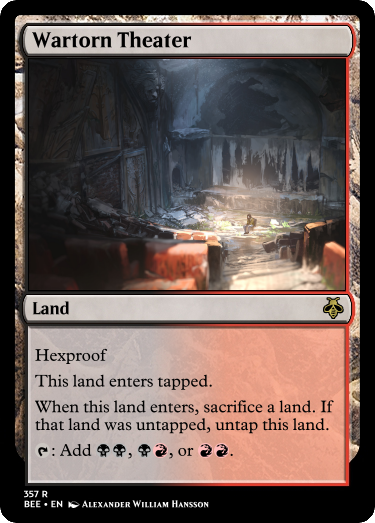 Wartorn Theater
Land
Hexproof
This land enters tapped.
When this land enters, sacrifice a land. If
that land was untapped, untap this land.
: Add , , or .
357 R
BEE • EN Alexander William Hansson